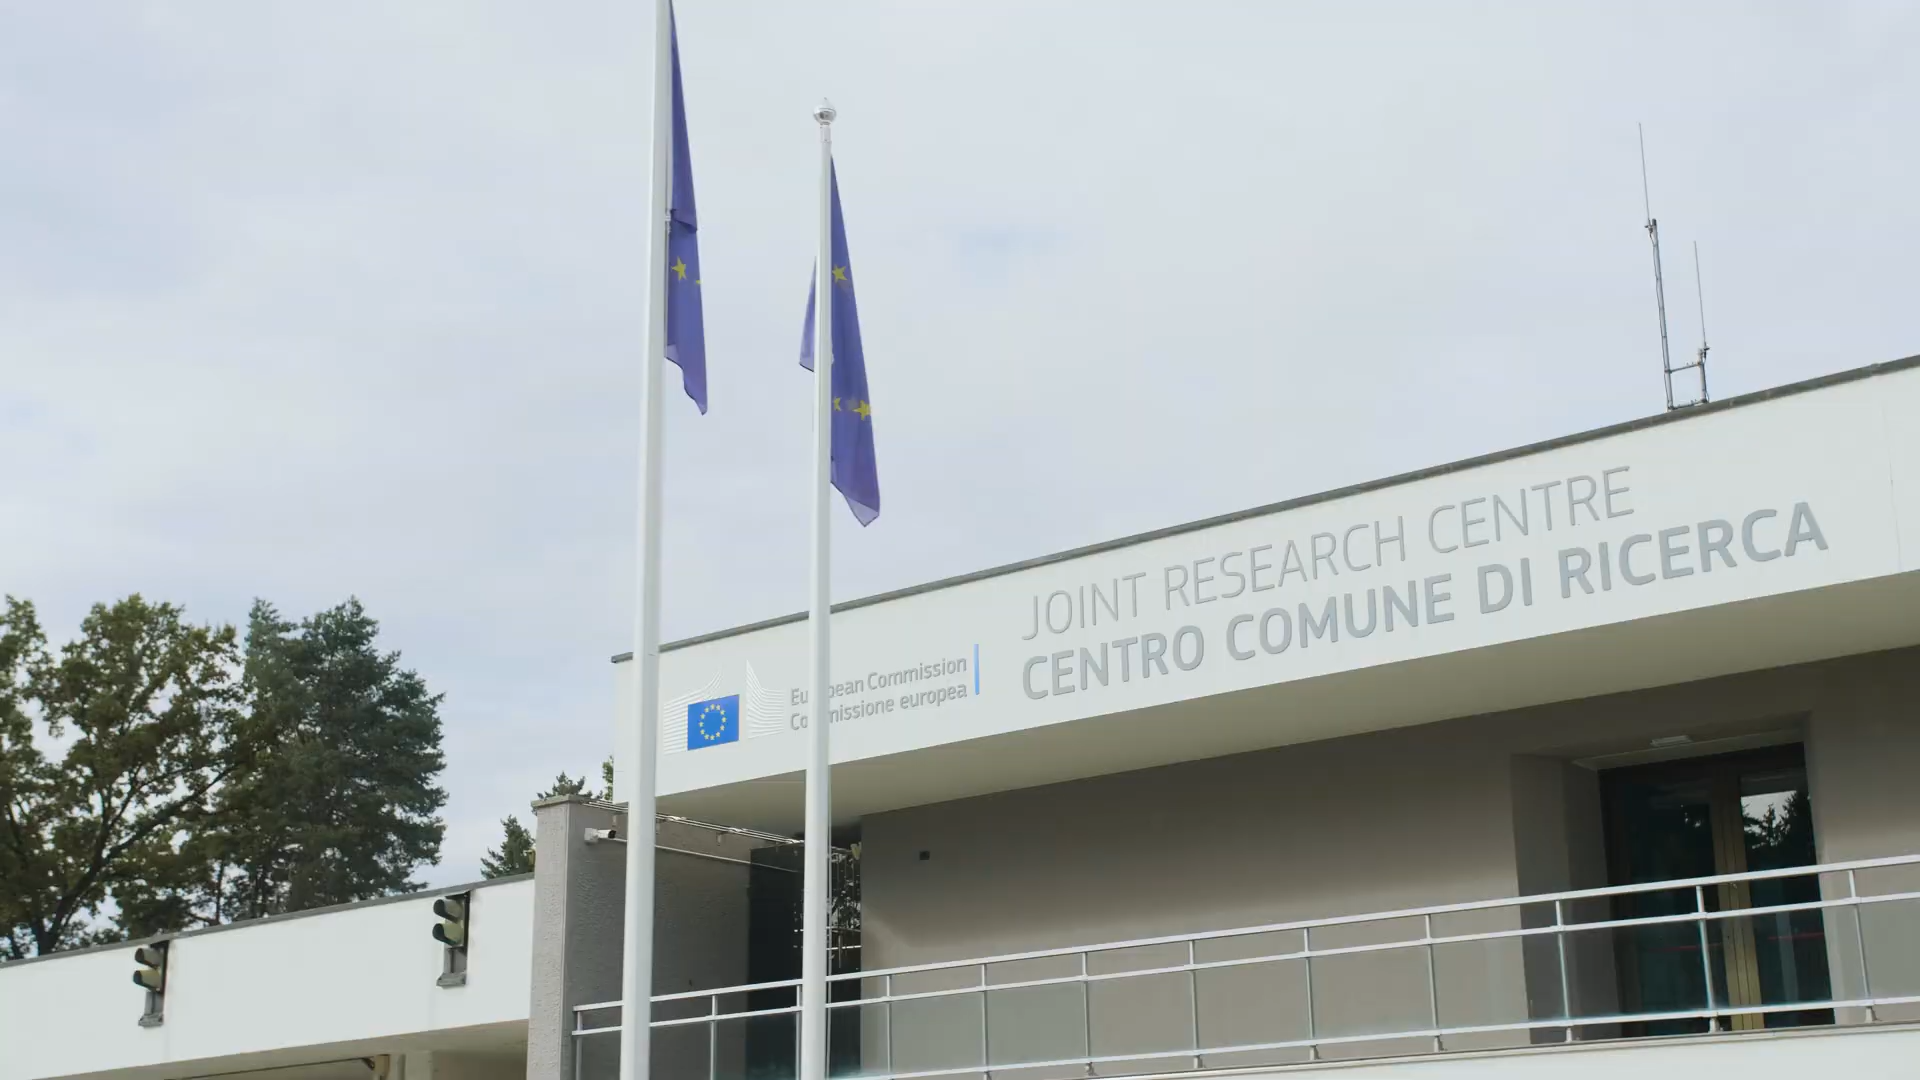 European Commission
Commissione europea
JOINT RESEARCH CENTRE
CENTRO COMUNE DI RICERCA